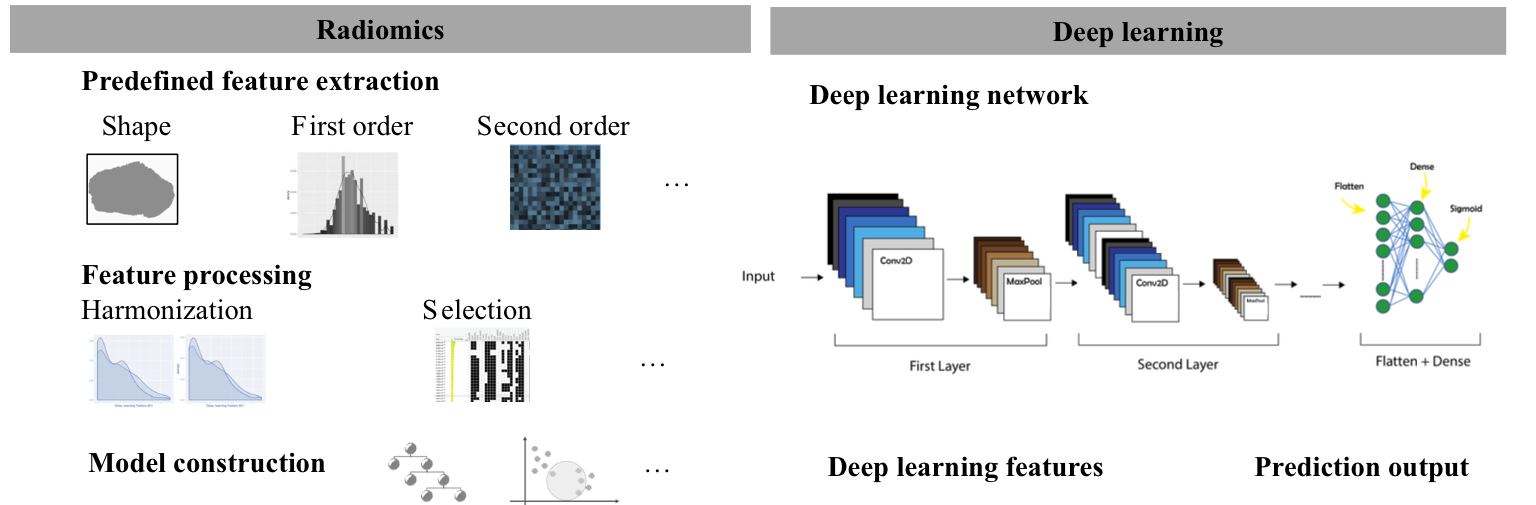 Radiomics
Predefined feature extraction
Shape
First order
Second order
...
Feature processing
Harmonization
Selection
...
Model construction
...
Deep learning
Deep learning network
Input
Conv2D
MaxPool
Conv2D
MaxPool
Flatten
Dense
Sigmoid
First Layer
Second Layer
Flatten + Dense
Deep learning features
Prediction output